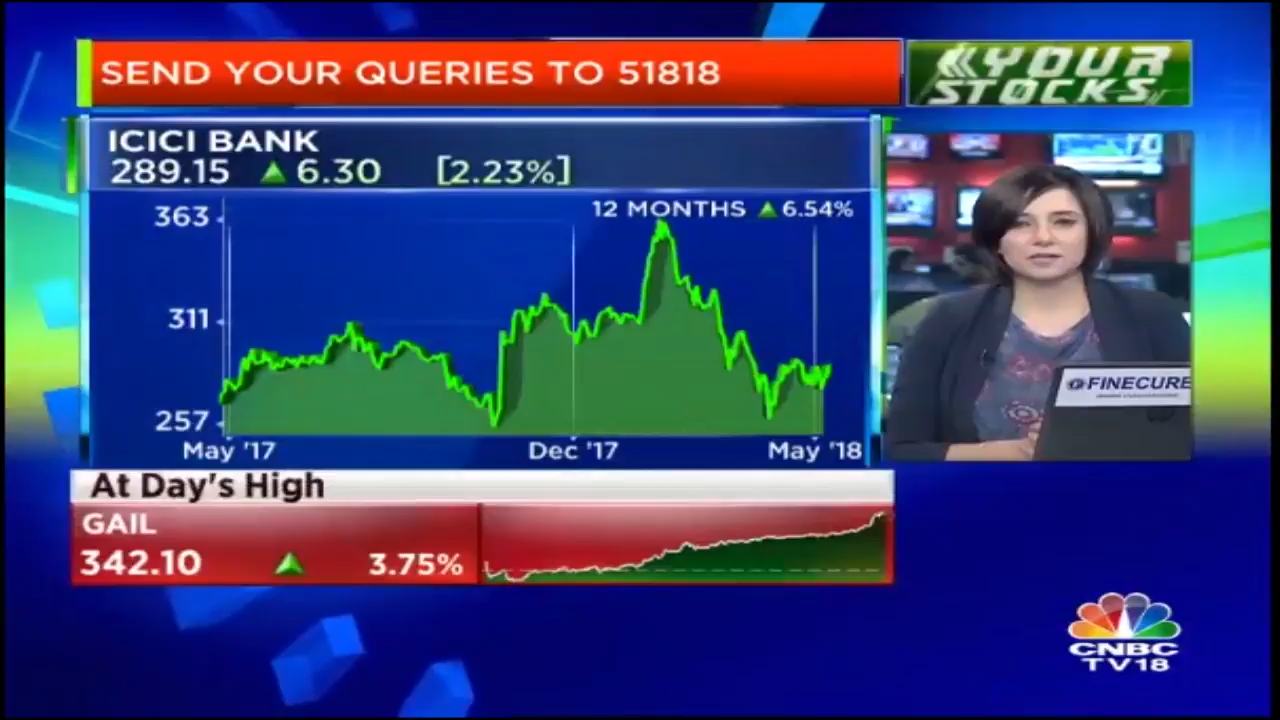 SEND YOUR QUERIES TO 51818
YOUR
STOCKS
ICICI BANK
289.15 ▲ 6.30 [2.23%]
12 MONTHS ▲ 6.54%
363
311
257
May '17 Dec '17 May '18
FINECURE
At Day's High
GAIL
342.10 ▲ 3.75%
CNBC
TV18